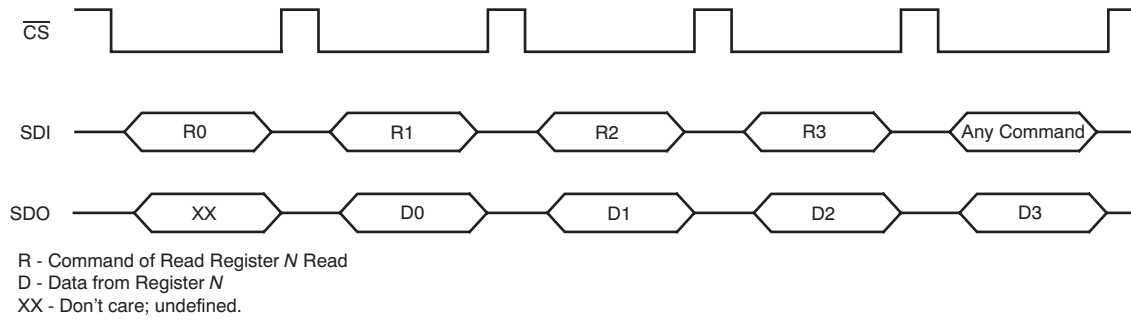 CS
SDI R0 R1 R2 R3 Any Command
SDO XX D0 D1 D2 D3
R - Command of Read Register N Read
D - Data from Register N
XX - Don't care; undefined.